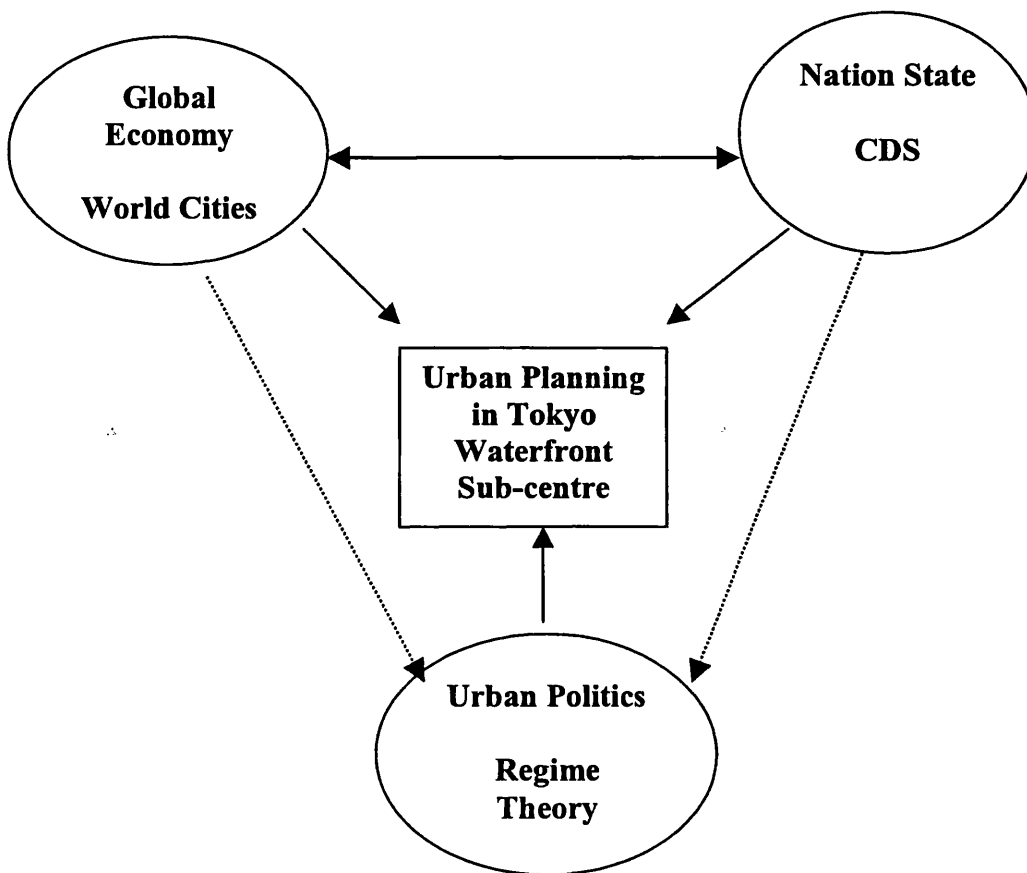 Global
Economy
World Cities
Nation State
CDS
Urban Planning
in Tokyo
Waterfront
Sub-centre
Urban Politics
Regime
Theory